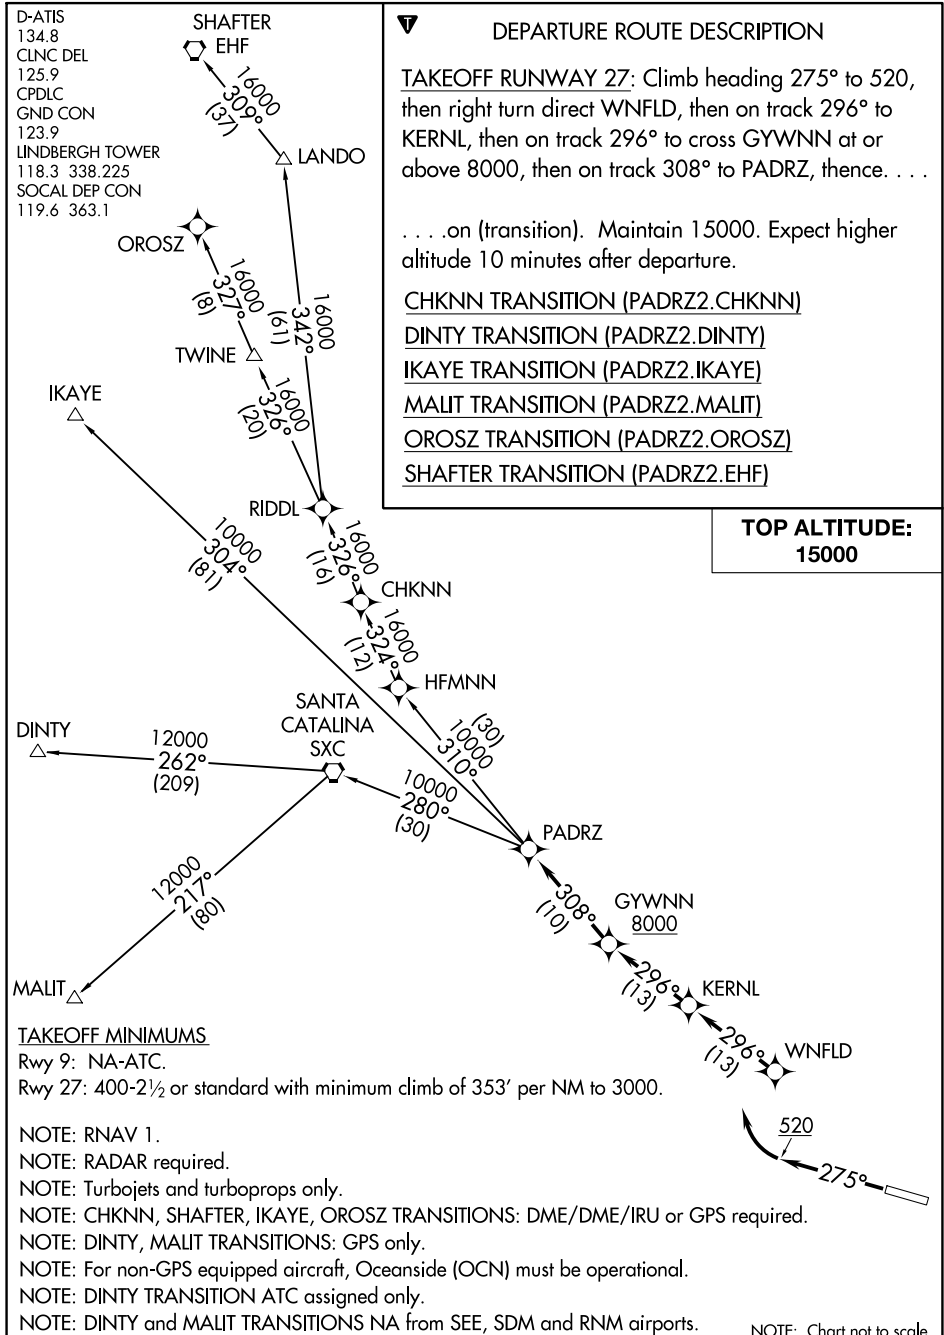 D-ATIS
134.8
CLNC DEL
125.9
CPDLC
GND CON
123.9
LINDBERGH TOWER
118.3 338.225
SOCAL DEP CON
119.6 363.1
T
DEPARTURE ROUTE DESCRIPTION
TAKEOFF RUNWAY 27: Climb heading 275° to 520,
then right turn direct WNFLD, then on track 296° to
KERNL, then on track 296° to cross GYWNN at or
above 8000, then on track 308° to PADRZ, thence. . . .
. . . .on (transition). Maintain 15000. Expect higher
altitude 10 minutes after departure.
CHKNN TRANSITION (PADRZ2.CHKNN)
DINTY TRANSITION (PADRZ2.DINTY)
IKAYE TRANSITION (PADRZ2.IKAYE)
MALIT TRANSITION (PADRZ2.MALIT)
OROSZ TRANSITION (PADRZ2.OROSZ)
SHAFTER TRANSITION (PADRZ2.EHF)
TOP ALTITUDE:
15000
SHAFTER
EHF
16000
309°
(37)
LANDO
OROSZ
16000
327°
(8)
16000
342°
(61)
TWINE
IKAYE
16000
326°
(20)
RIDDL
10000
304°
(81)
16000
326°
(16)
CHKNN
16000
324°
(12)
HFMNN
SANTA
CATALINA
SXC
(30)
10000
310°
DINTY
12000
262°
(209)
10000
280°
(30)
PADRZ
12000
217°
(80)
308°
(10)
GYWNN
8000
MALIT
296°
(13)
KERNL
296°
(13)
WNFLD
520
275°
TAKEOFF MINIMUMS
Rwy 9: NA-ATC.
Rwy 27: 400-2½ or standard with minimum climb of 353' per NM to 3000.
NOTE: RNAV 1.
NOTE: RADAR required.
NOTE: Turbojets and turboprops only.
NOTE: CHKNN, SHAFTER, IKAYE, OROSZ TRANSITIONS: DME/DME/IRU or GPS required.
NOTE: DINTY, MALIT TRANSITIONS: GPS only.
NOTE: For non-GPS equipped aircraft, Oceanside (OCN) must be operational.
NOTE: DINTY TRANSITION ATC assigned only.
NOTE: DINTY and MALIT TRANSITIONS NA from SEE, SDM and RNM airports.
NOTE: Chart not to scale